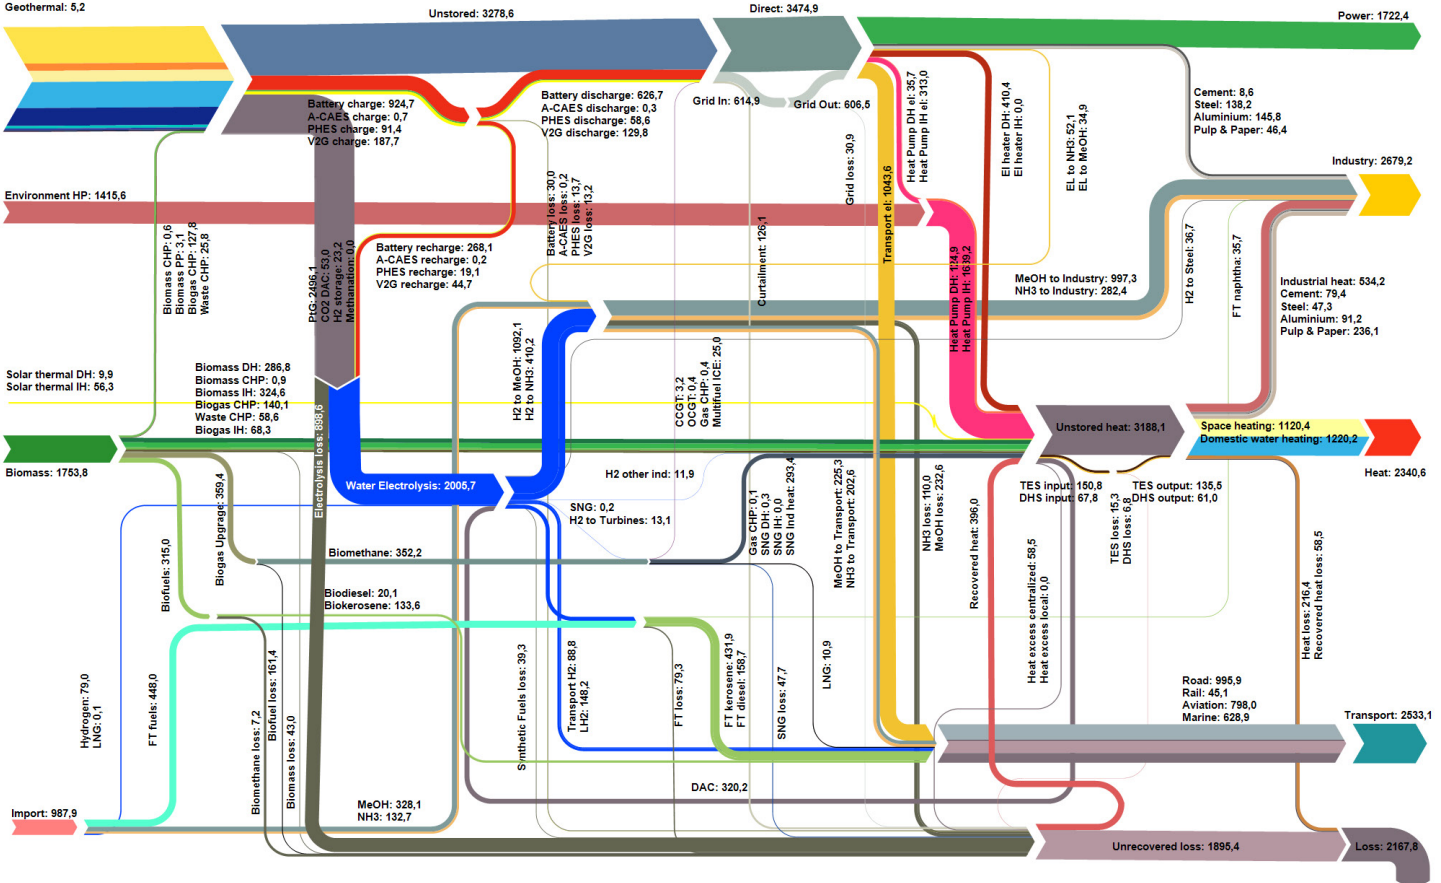 Geothermal: 5,2
Unstored: 3278,6
Direct: 3474,9
Power: 1722,4
Battery charge: 924,7
A-CAES charge: 0,7
PHES charge: 91,4
V2G charge: 187,7
Battery discharge: 626,7
A-CAES discharge: 0,3
PHES discharge: 58,6
V2G discharge: 129,8
Grid In: 614,9
Grid Out: 606,5
Heat Pump DH el: 35,7
Heat Pump IH el: 313,0
El heater DH: 410,4
El heater IH: 0,0
EL to NH3: 52,1
EL to MeOH: 34,9
Cement: 8,6
Steel: 138,2
Aluminium: 145,8
Pulp & Paper: 46,4
Industry: 2679,2
Environment HP: 1415,6
Biomass CHP: 0,6
Biomass PP: 3,1
Biogas CHP: 127,8
Waste CHP: 25,8
PtG: 2496,1
CO2 DAC: 53,0
H2 storage: 23,2
Methanation: 0,0
Battery recharge: 268,1
A-CAES recharge: 0,2
PHES recharge: 19,1
V2G recharge: 44,7
Battery loss: 30,0
A-CAES loss: 0,2
PHES loss: 13,7
V2G loss: 13,2
Curtailment: 126,1
Grid loss: 30,9
Transport el: 1043,6
Heat Pump DH: 124,9
Heat Pump IH: 1639,2
MeOH to Industry: 997,3
NH3 to Industry: 282,4
H2 to Steel: 36,7
FT naphtha: 35,7
Industrial heat: 534,2
Cement: 79,4
Steel: 47,3
Aluminium: 91,2
Pulp & Paper: 236,1
Solar thermal DH: 9,9
Solar thermal IH: 56,3
Biomass DH: 286,8
Biomass CHP: 0,9
Biomass IH: 324,6
Biogas CHP: 140,1
Waste CHP: 58,6
Biogas IH: 68,3
H2 to MeOH: 1092,1
H2 to NH3: 410,2
CCGT: 3,2
OCGT: 0,4
Gas CHP: 0,4
Multifuel ICE: 25,0
Unstored heat: 3188,1
Space heating: 1120,4
Domestic water heating: 1220,2
Heat: 2340,6
Biomass: 1753,8
Electrolysis loss: 898,6
Water Electrolysis: 2005,7
H2 other ind: 11,9
SNG: 0,2
H2 to Turbines: 13,1
Gas CHP: 0,1
SNG DH: 0,3
SNG IH: 0,0
SNG Ind heat: 293,4
MeOH to Transport: 225,3
NH3 to Transport: 202,6
NH3 loss: 110,0
MeOH loss: 232,6
Recovered heat: 396,0
TES input: 150,8
DHS input: 67,8
TES output: 135,5
DHS output: 61,0
TES loss: 15,3
DHS loss: 6,8
Heat excess centralized: 58,5
Heat excess local: 0,0
Heat loss: 216,4
Recovered heat loss: 58,5
Biofuels: 315,0
Biogas Upgrage: 359,4
Biomethane: 352,2
Biodiesel: 20,1
Biokerosene: 133,6
Hydrogen: 79,0
LNG: 0,1
FT fuels: 448,0
Biomethane loss: 7,2
Biofuel loss: 161,4
Biomass loss: 43,0
Synthetic Fuels loss: 39,3
Transport H2: 88,8
LH2: 148,2
FT loss: 79,3
FT kerosene: 431,9
FT diesel: 158,7
SNG loss: 47,7
LNG: 10,9
Road: 995,9
Rail: 45,1
Aviation: 798,0
Marine: 628,9
Transport: 2533,1
DAC: 320,2
Import: 987,9
MeOH: 328,1
NH3: 132,7
Unrecovered loss: 1895,4
Loss: 2167,8